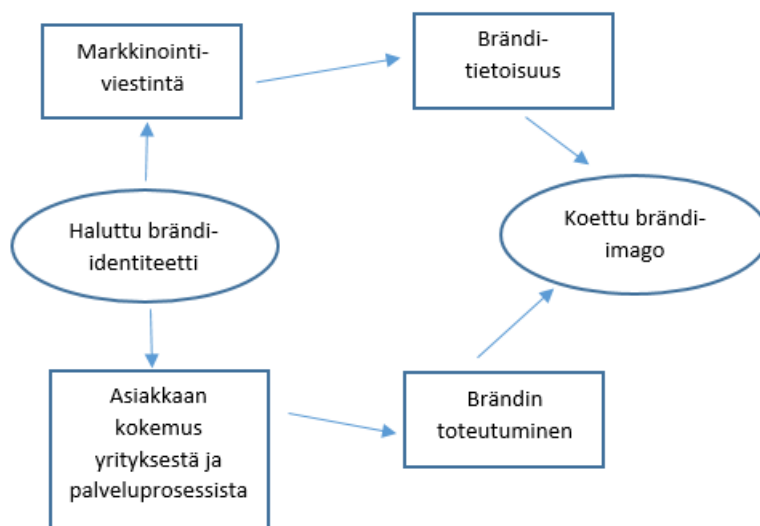 Markkinointi-
viestintä
Brändi-
tietoisuus
Haluttu brändi-
identiteetti
Koettu brändi-
imago
Asiakkaan
kokemus
yrityksestä ja
palveluprosessista
Brändin
toteutuminen